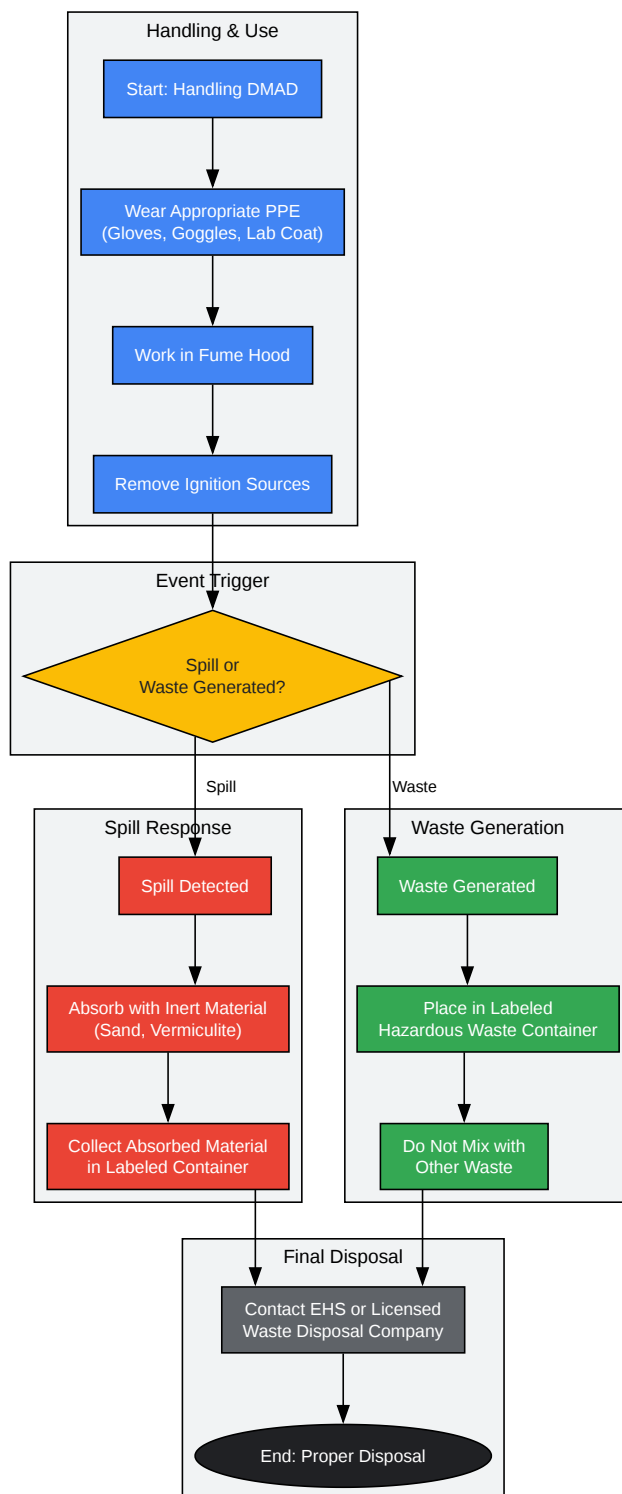 Handling & Use
Start: Handling DMAD
Wear Appropriate PPE
(Gloves, Goggles, Lab Coat)
Work in Fume Hood
Remove Ignition Sources
Event Trigger
Spill or
Waste Generated?
Spill
Waste
Spill Response
Spill Detected
Absorb with Inert Material
(Sand, Vermiculite)
Collect Absorbed Material
in Labeled Container
Waste Generation
Waste Generated
Place in Labeled
Hazardous Waste Container
Do Not Mix with
Other Waste
Final Disposal
Contact EHS or Licensed
Waste Disposal Company
End: Proper Disposal